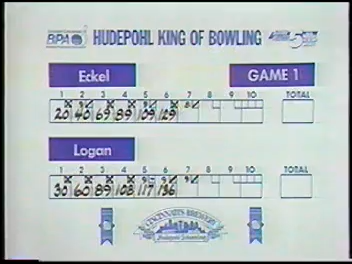 BPA HUDEPOHL KING OF BOWLING 5
Eckel GAME 1
1 2 3 4 5 6 7 8 9 10 TOTAL
20 40 69 89 109 129
Logan
1 2 3 4 5 6 7 8 9 10 TOTAL
30 60 89 108 117 136
CINCINNATI'S BREWERY